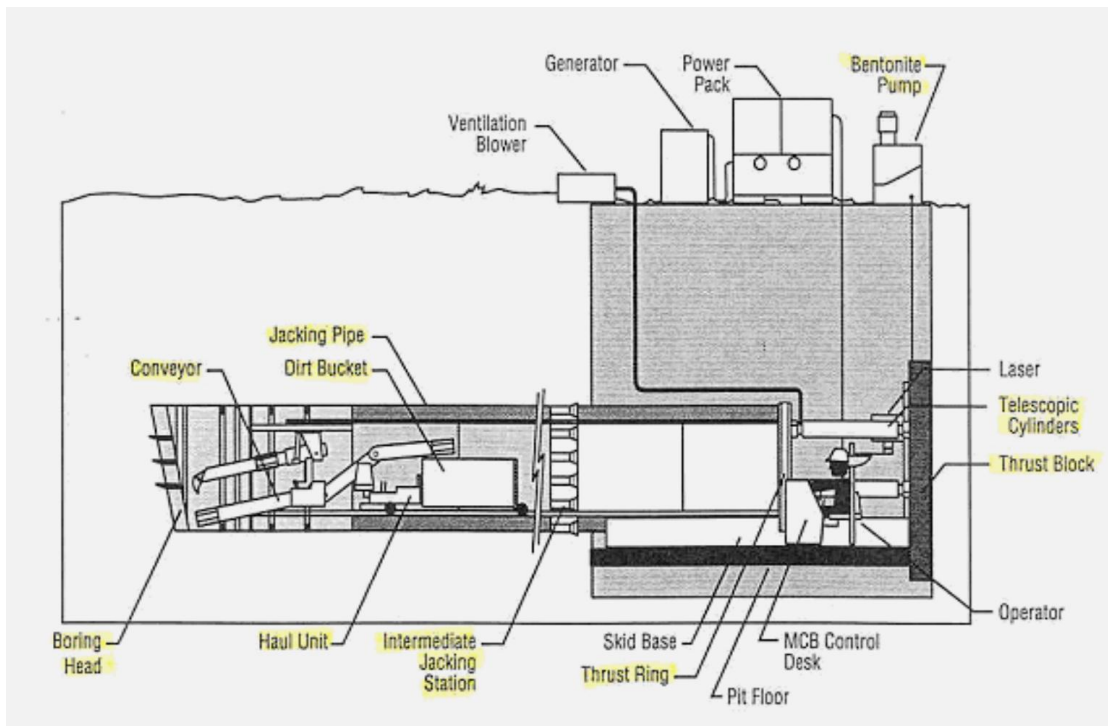 Generator
Power
Pack
Bentonite
Pump
Ventilation
Blower
Jacking Pipe
Conveyor
Dirt Bucket
Laser
Telescopic
Cylinders
Thrust Block
Operator
Boring
Head
Haul Unit
Intermediate
Jacking
Station
Skid Base
Thrust Ring
Pit Floor
MCB Control
Desk